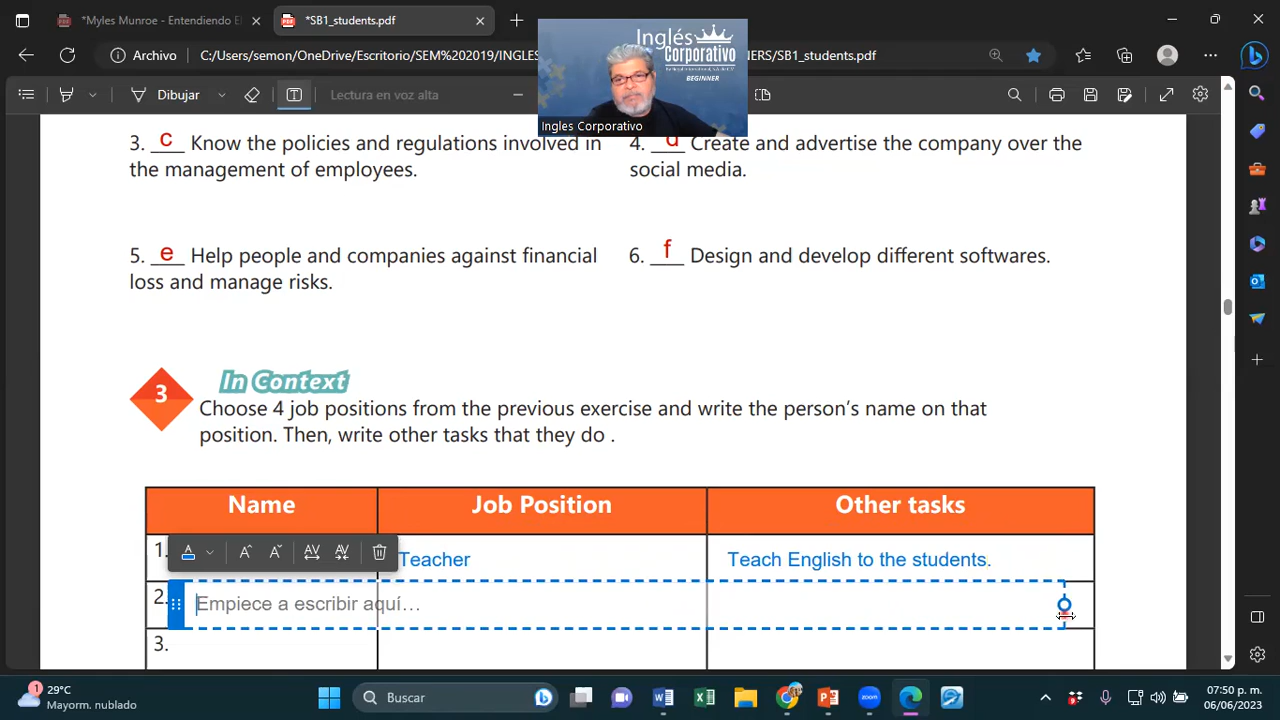 *Myles Munroe - Entendiendo El
*SB1_students.pdf
Archivo
C:/Users/semon/OneDrive/Escritorio/SEM%202019/INGLES
ERS/SB1_students.pdf
Inglés
Corporativo
BEGINNER
Ingles Corporativo
Dibujar
Lectura en voz alta
3. c Know the policies and regulations involved in
the management of employees.
4. d Create and advertise the company over the
social media.
5. e Help people and companies against financial
loss and manage risks.
6. f Design and develop different softwares.
3
In Context
Choose 4 job positions from the previous exercise and write the person's name on that
position. Then, write other tasks that they do .
Name Job Position Other tasks
1. Teacher Teach English to the students.
2. Empiece a escribir aquí...
3.
1
29°C
Mayorm. nublado
Buscar
07:50 p. m.
06/06/2023